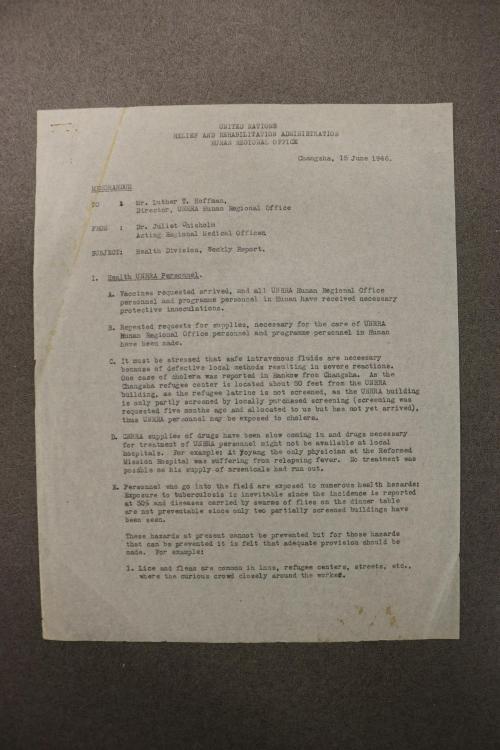 UNITED NATIONS
RELIEF AND REHABILITATION ADMINISTRATION
HUNAN REGIONAL OFFICE
Changsha, 15 June 1946.
MEMORANDUM
TO : Mr. Luther T. Hoffman,
Director, UNRRA Hunan Regional Office
FROM : Dr. Juliet Chisholm
Acting Regional Medical Officer
SUBJECT: Health Division, Weekly Report.
1. Health UNRRA Personnel.
A. Vaccines requested arrived, and all UNRRA Hunan Regional Office
personnel and programme personnel in Hunan have received necessary
protective innoculations.
B. Repeated requests for supplies, necessary for the care of UNRRA
Hunan Regional Office personnel and programme personnel in Hunan
have been made.
C. It must be stressed that safe intravenous fluids are necessary
because of defective local methods resulting in severe reactions.
One case of cholera was reported in Hankow from Changsha. As the
Changsha refugee center is located about 50 feet from the UNRRA
building, as the refugee latrine is not screened, as the UNRRA building
is only partly screened by locally purchased screening (screening was
requested five months ago and allocated to us but has not yet arrived),
thus UNRRA personnel may be exposed to cholera.
D. CNRRA supplies of drugs have been slow coming in and drugs necessary
for treatment of UNRRA personnel might not be available at local
hospitals. For example: At Yoyang the only physician at the Reformed
Mission Hospital was suffering from relapsing fever. No treatment was
possible as his supply of arsenicals had run out.
E. Personnel who go into the field are exposed to numerous health hazards:
Exposure to tuberculosis is inevitable since the incidence is reported
at 30% and diseases carried by swarms of flies on the dinner table
are not preventable since only two partially screened buildings have
been seen.
These hazards at present cannot be prevented but for those hazards
that can be prevented it is felt that adequate provision should be
made. For example:
1. Lice and fleas are common in inns, refugee centers, streets, etc.,
where the curious crowd closely around the worker.